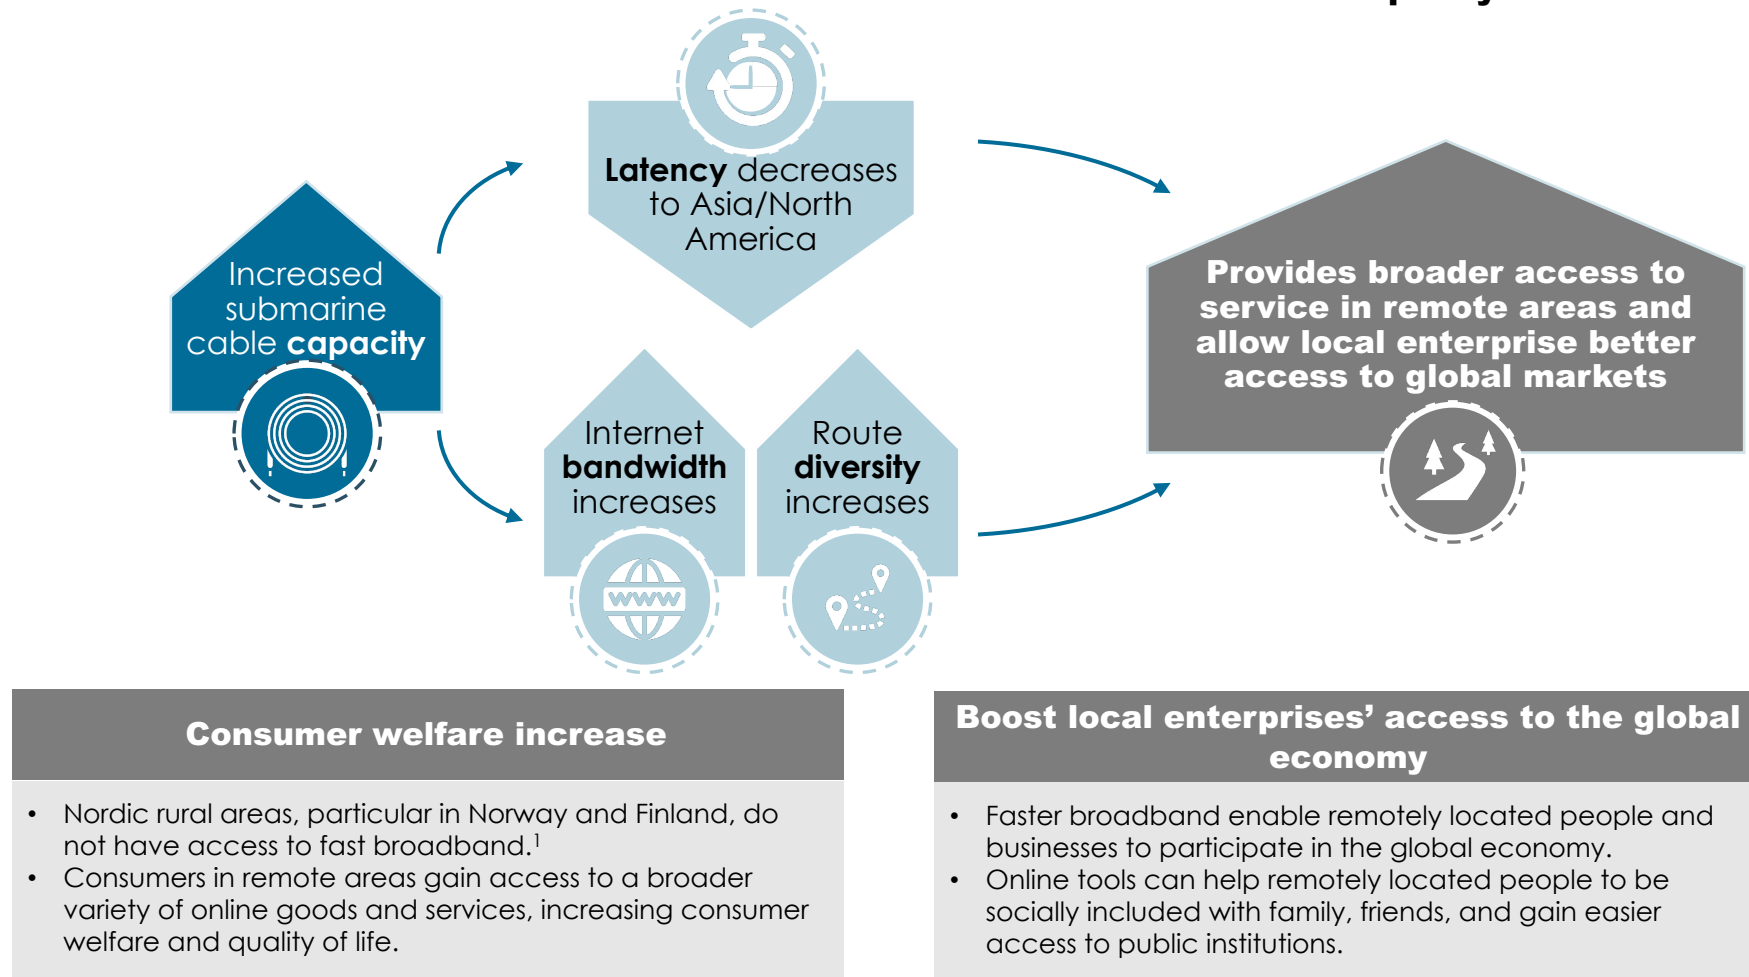 Latency decreases
to Asia/North
America
Increased
submarine
cable capacity
Provides broader access to
service in remote areas and
allow local enterprise better
access to global markets
Internet
bandwidth
increases
Route
diversity
increases
www
Consumer welfare increase
• Nordic rural areas, particular in Norway and Finland, do
not have access to fast broadband.¹
• Consumers in remote areas gain access to a broader
variety of online goods and services, increasing consumer
welfare and quality of life.
Boost local enterprises’ access to the global
economy
• Faster broadband enable remotely located people and
businesses to participate in the global economy.
• Online tools can help remotely located people to be
socially included with family, friends, and gain easier
access to public institutions.